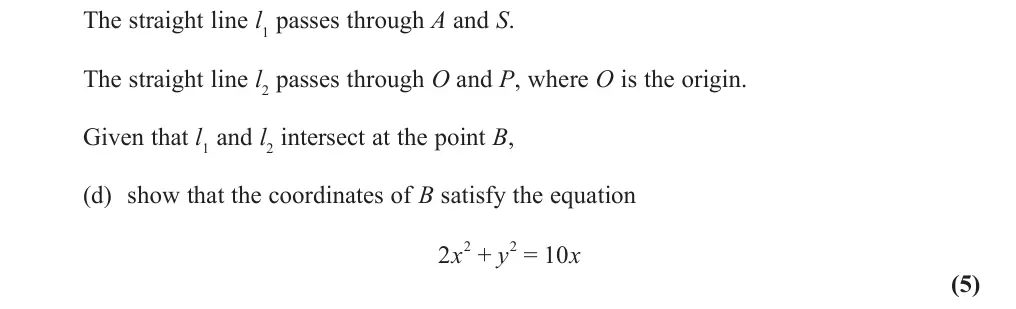 The straight line l₁ passes through A and S.
The straight line l₂ passes through O and P, where O is the origin.
Given that l₁ and l₂ intersect at the point B,
(d) show that the coordinates of B satisfy the equation
2x² + y² = 10x
(5)